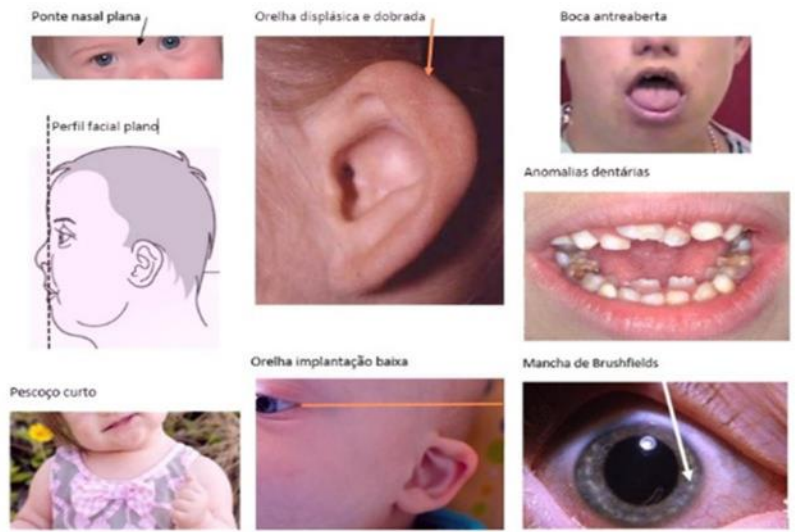 Ponte nasal plana
Orelha displásica e dobrada
Boca antreaberta
Perfil facial plano
Anomalias dentárias
Orelha implantação baixa
Mancha de Brushfields
Pescoço curto